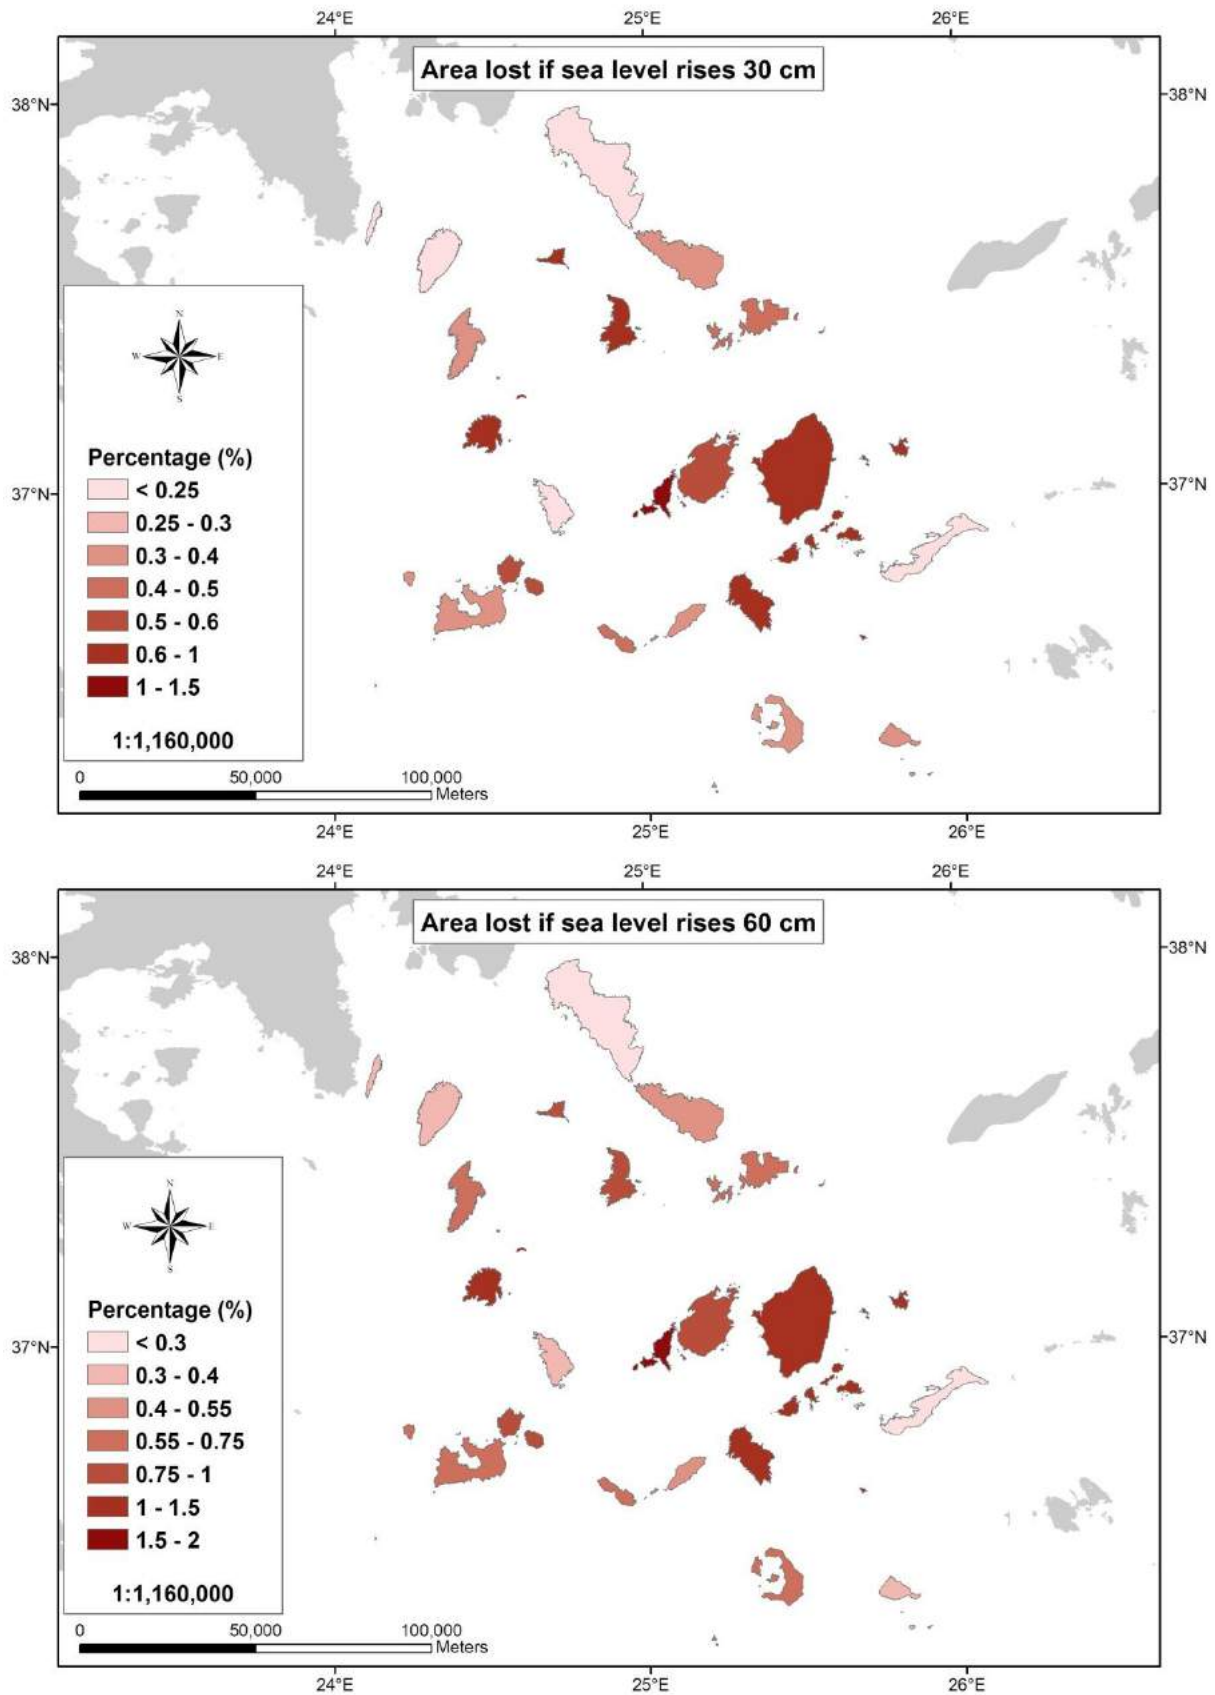 24°E 25°E 26°E
Area lost if sea level rises 30 cm
38°N 38°N
N
W E
S
Percentage (%)
37°N 37°N
< 0.25
0.25 - 0.3
0.3 - 0.4
0.4 - 0.5
0.5 - 0.6
0.6 - 1
1 - 1.5
1:1,160,000
0 50,000 100,000
Meters
24°E 25°E 26°E
24°E 25°E 26°E
Area lost if sea level rises 60 cm
38°N 38°N
N
W E
S
Percentage (%)
37°N 37°N
< 0.3
0.3 - 0.4
0.4 - 0.55
0.55 - 0.75
0.75 - 1
1 - 1.5
1.5 - 2
1:1,160,000
0 50,000 100,000
Meters
24°E 25°E 26°E